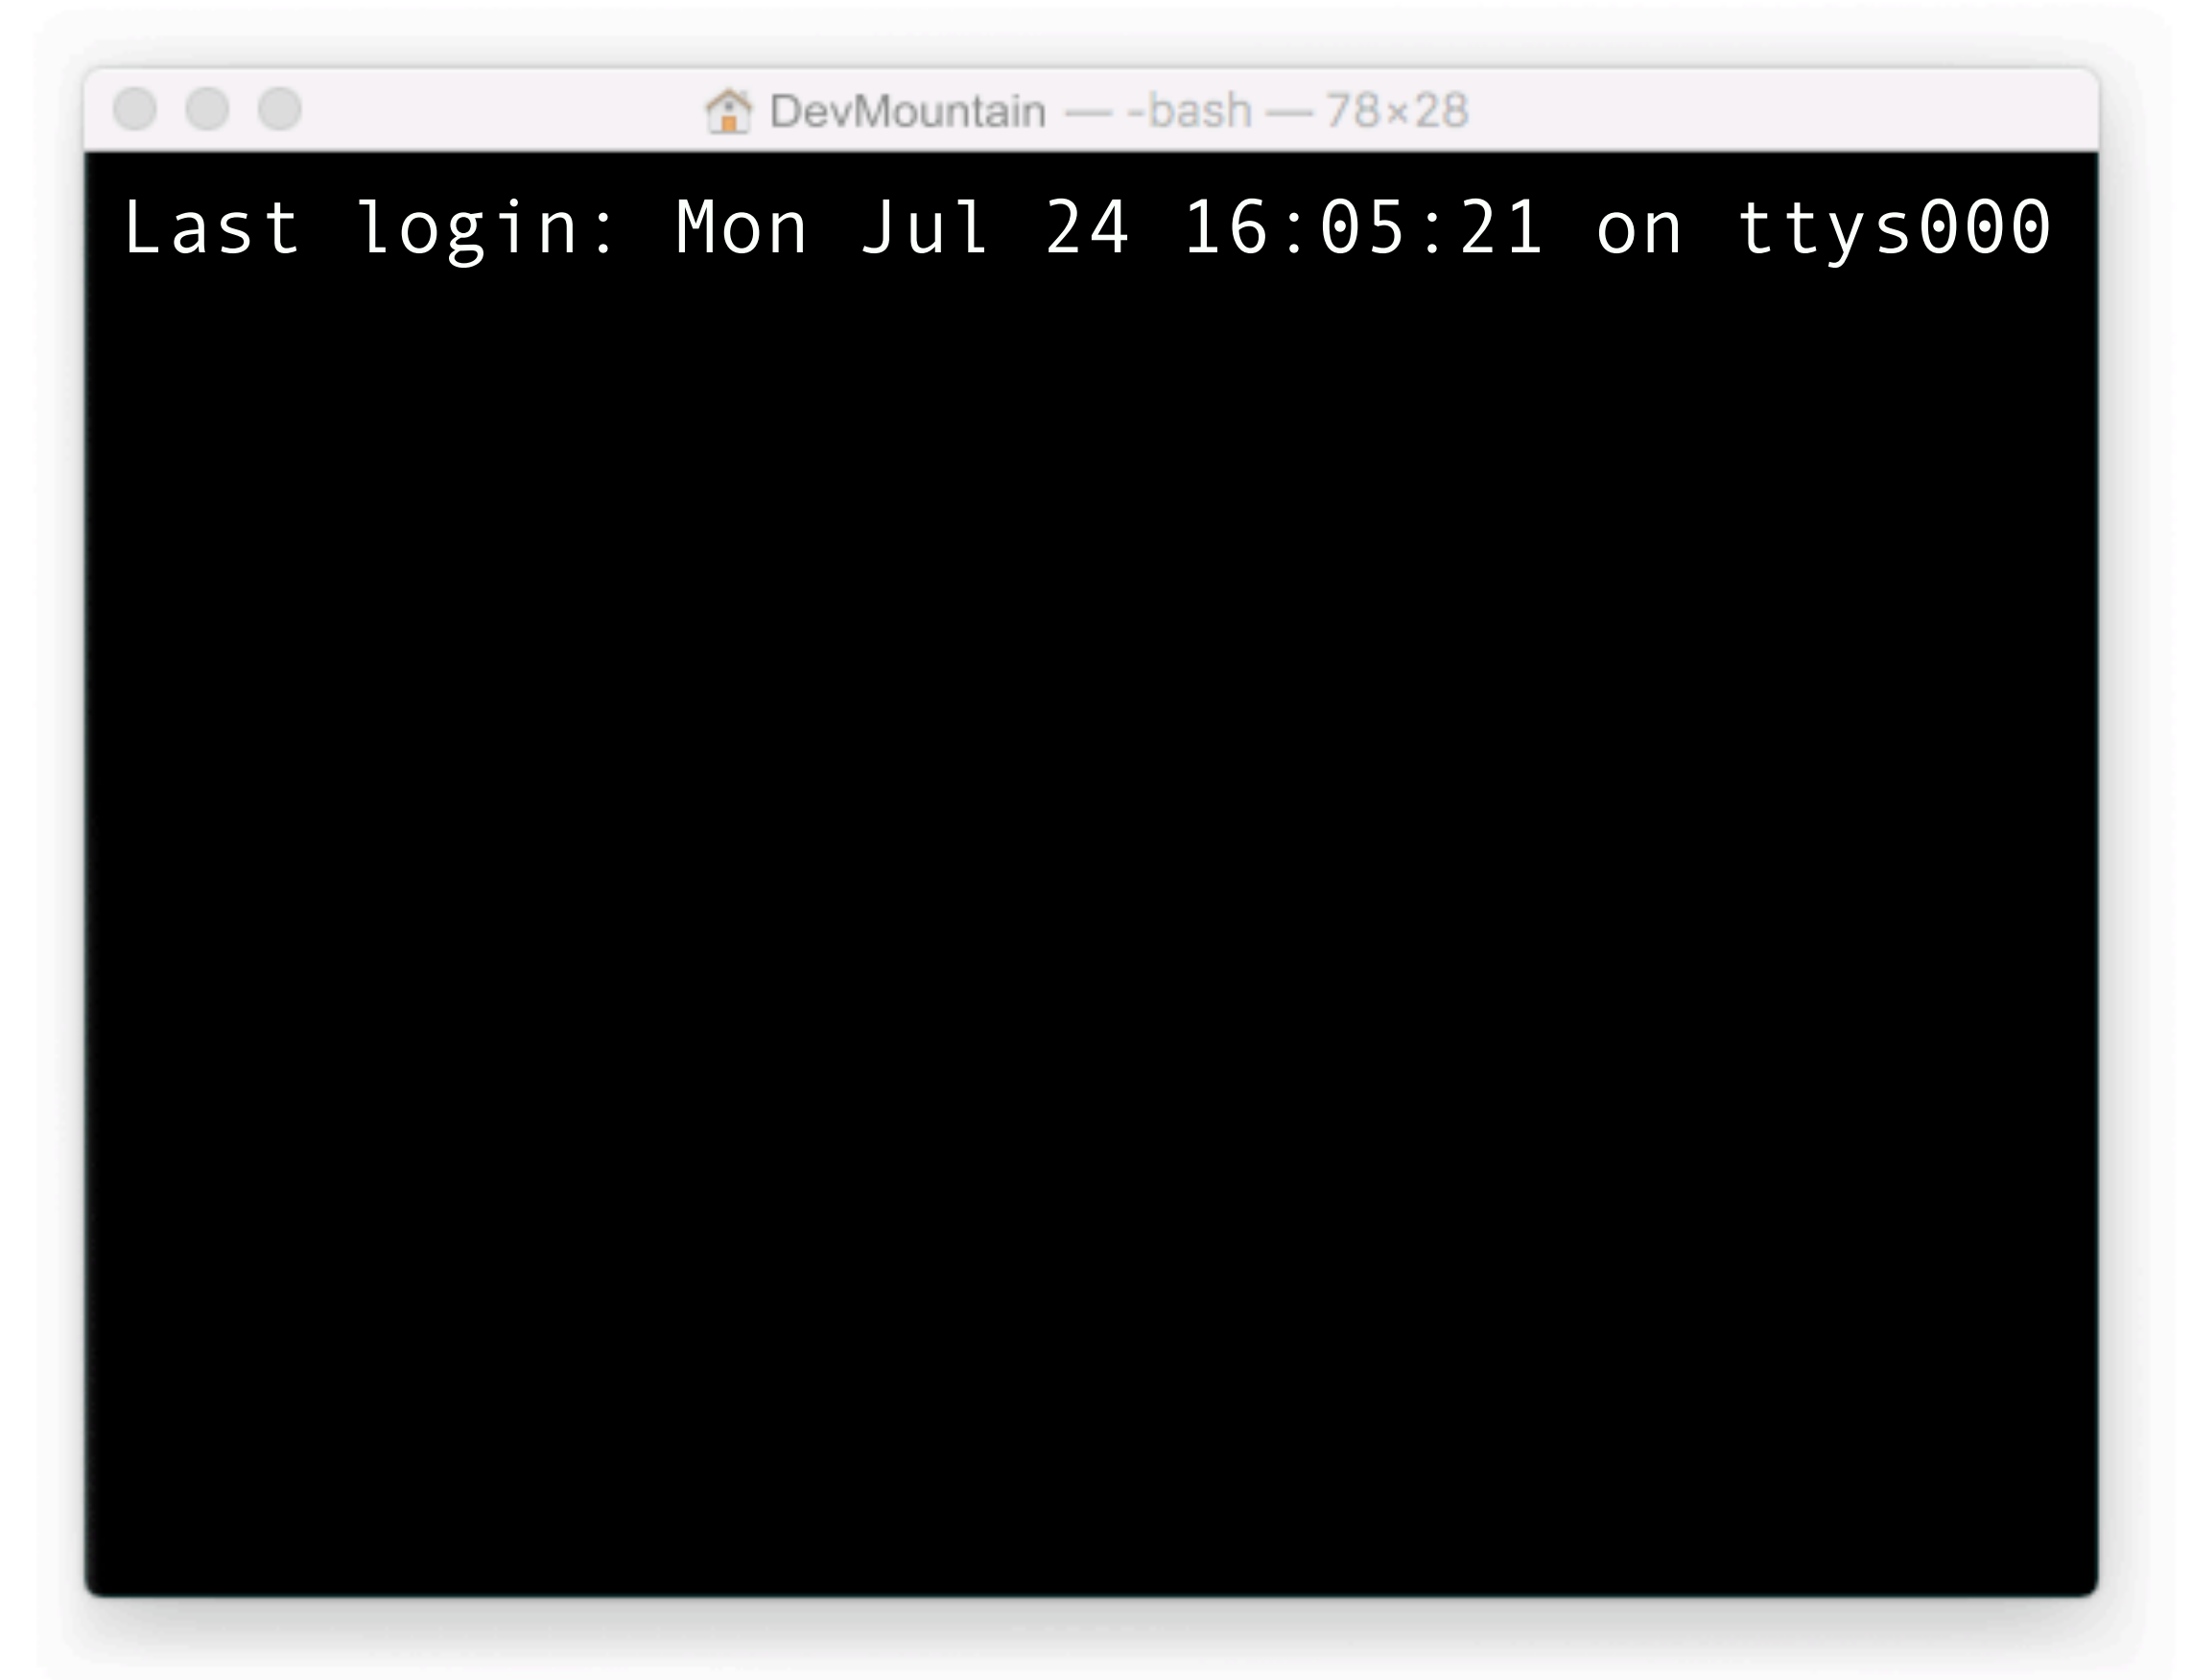 DevMountain — -bash — 78×28
Last login: Mon Jul 24 16:05:21 on ttys000